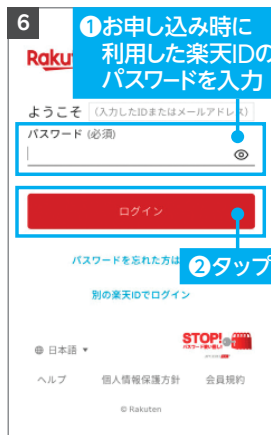 6
❶お申し込み時に
利用した楽天IDの
パスワードを入力
Raku
ようこそ (入力したIDまたはメールアドレス)
パスワード (必須)
ログイン
パスワードを忘れた方は
❷タップ
別の楽天IDでログイン
STOP!
日本語 ▼
ヘルプ 個人情報保護方針 会員規約
© Rakuten